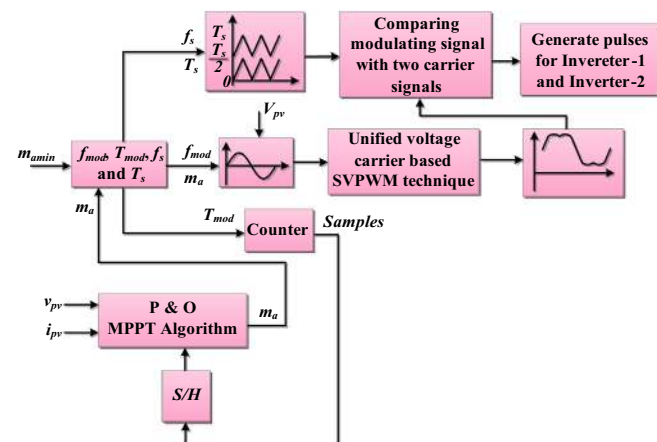 f_s
T_s
T_s
T_s
2
0
Comparing
modulating signal
with two carrier
signals
Generate pulses
for Invereter-1
and Inverter-2
V_pv
m_amin
f_mod, T_mod, f_s
and T_s
f_mod
m_a
Unified voltage
carrier based
SVPWM technique
m_a
T_mod
Counter
Samples
v_pv
i_pv
P & O
MPPT Algorithm
m_a
S/H